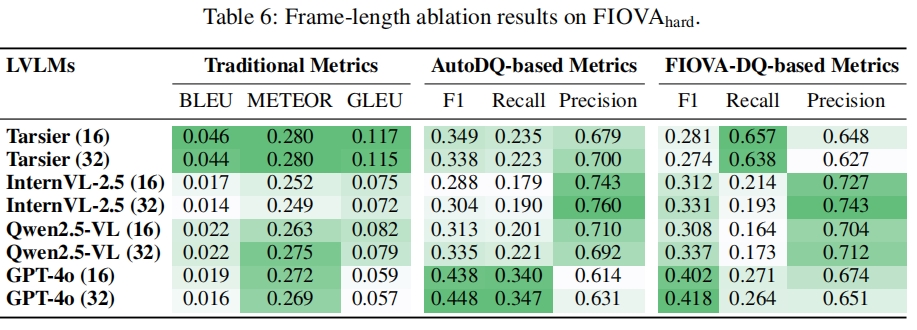 Table 6: Frame-length ablation results on FIOVAhard.
LVLMs Traditional Metrics AutoDQ-based Metrics FIOVA-DQ-based Metrics
BLEU METEOR GLEU F1 Recall Precision F1 Recall Precision
Tarsier (16) 0.046 0.280 0.117 0.349 0.235 0.679 0.281 0.657 0.648
Tarsier (32) 0.044 0.280 0.115 0.338 0.223 0.700 0.274 0.638 0.627
InternVL-2.5 (16) 0.017 0.252 0.075 0.288 0.179 0.743 0.312 0.214 0.727
InternVL-2.5 (32) 0.014 0.249 0.072 0.304 0.190 0.760 0.331 0.193 0.743
Qwen2.5-VL (16) 0.022 0.263 0.082 0.313 0.201 0.710 0.308 0.164 0.704
Qwen2.5-VL (32) 0.022 0.275 0.079 0.335 0.221 0.692 0.337 0.173 0.712
GPT-4o (16) 0.019 0.272 0.059 0.438 0.340 0.614 0.402 0.271 0.674
GPT-4o (32) 0.016 0.269 0.057 0.448 0.347 0.631 0.418 0.264 0.651